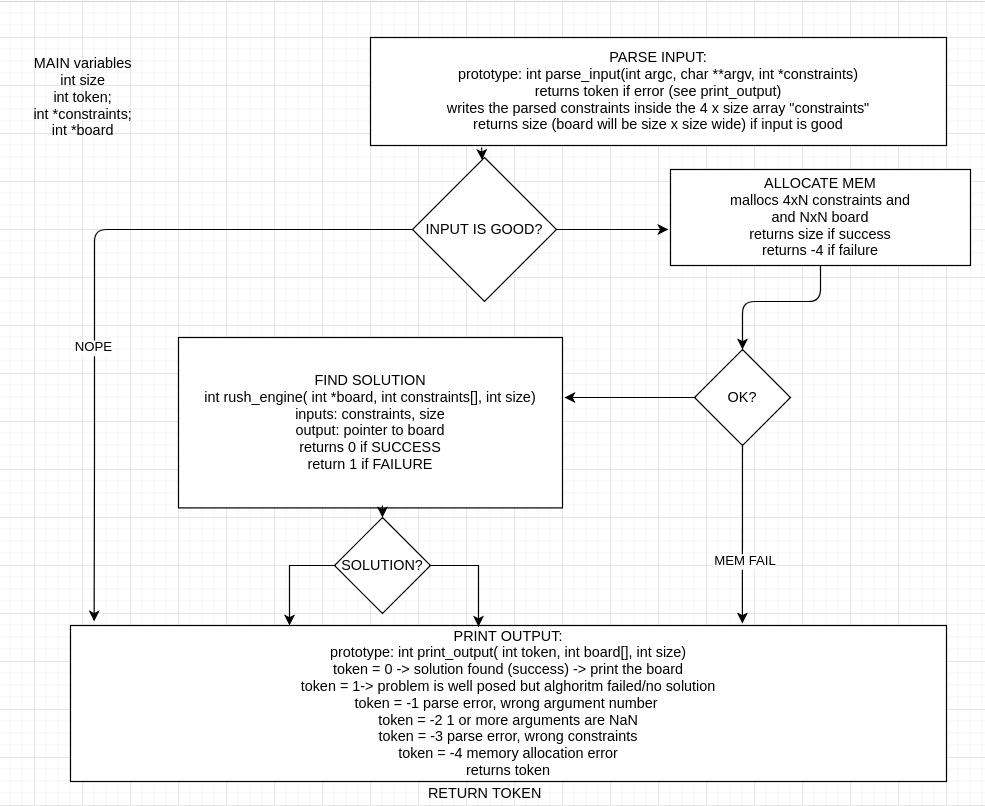 MAIN variables
int size
int token;
int *constraints;
int *board
PARSE INPUT:
prototype: int parse_input(int argc, char **argv, int *constraints)
returns token if error (see print_output)
writes the parsed constraints inside the 4 x size array "constraints"
returns size (board will be size x size wide) if input is good
INPUT IS GOOD?
ALLOCATE MEM
mallocs 4xN constraints and
and NxN board
returns size if success
returns -4 if failure
NOPE
FIND SOLUTION
int rush_engine( int *board, int constraints[], int size)
inputs: constraints, size
output: pointer to board
returns 0 if SUCCESS
return 1 if FAILURE
OK?
MEM FAIL
SOLUTION?
PRINT OUTPUT:
prototype: int print_output( int token, int board[], int size)
token = 0 -> solution found (success) -> print the board
token = 1-> problem is well posed but alghoritm failed/no solution
token = -1 parse error, wrong argument number
token = -2 1 or more arguments are NaN
token = -3 parse error, wrong constraints
token = -4 memory allocation error
returns token
RETURN TOKEN